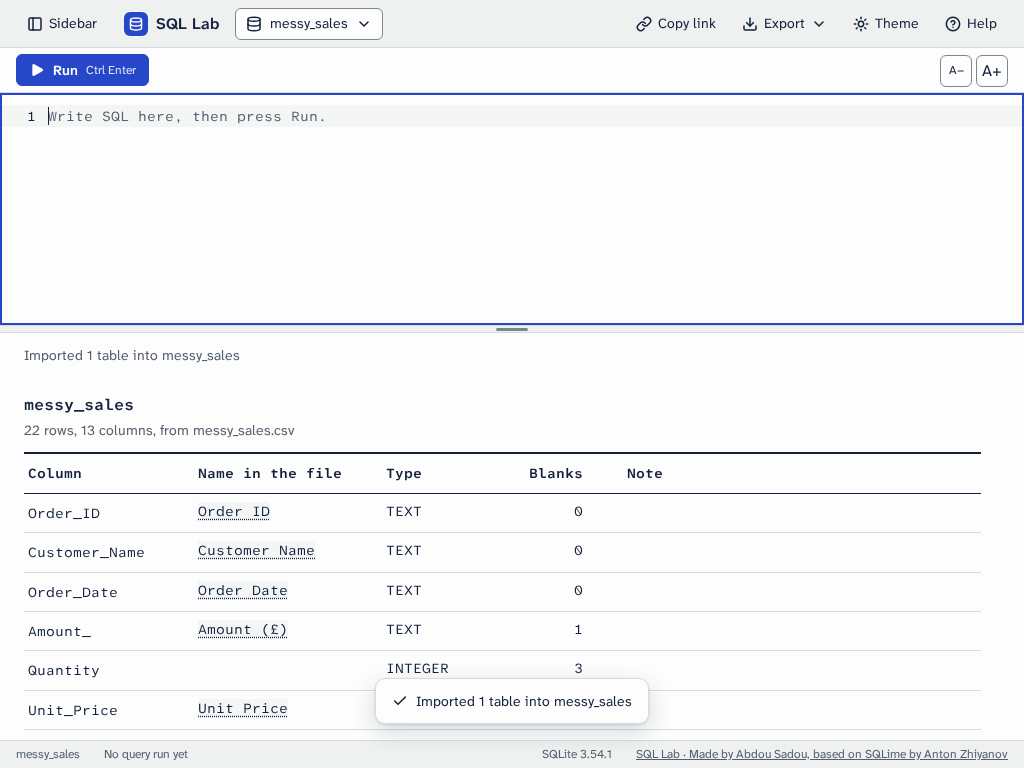 Sidebar
SQL Lab
messy_sales
Copy link
Export
Theme
Help
Run Ctrl Enter
A−
A+
1 Write SQL here, then press Run.
Imported 1 table into messy_sales
messy_sales
22 rows, 13 columns, from messy_sales.csv
Column Name in the file Type Blanks Note
Order_ID Order ID TEXT 0
Customer_Name Customer Name TEXT 0
Order_Date Order Date TEXT 0
Amount_ Amount (£) TEXT 1
Quantity INTEGER 3
Unit_Price Unit Price
Imported 1 table into messy_sales
messy_sales No query run yet SQLite 3.54.1 SQL Lab · Made by Abdou Sadou, based on SQLime by Anton Zhiyanov